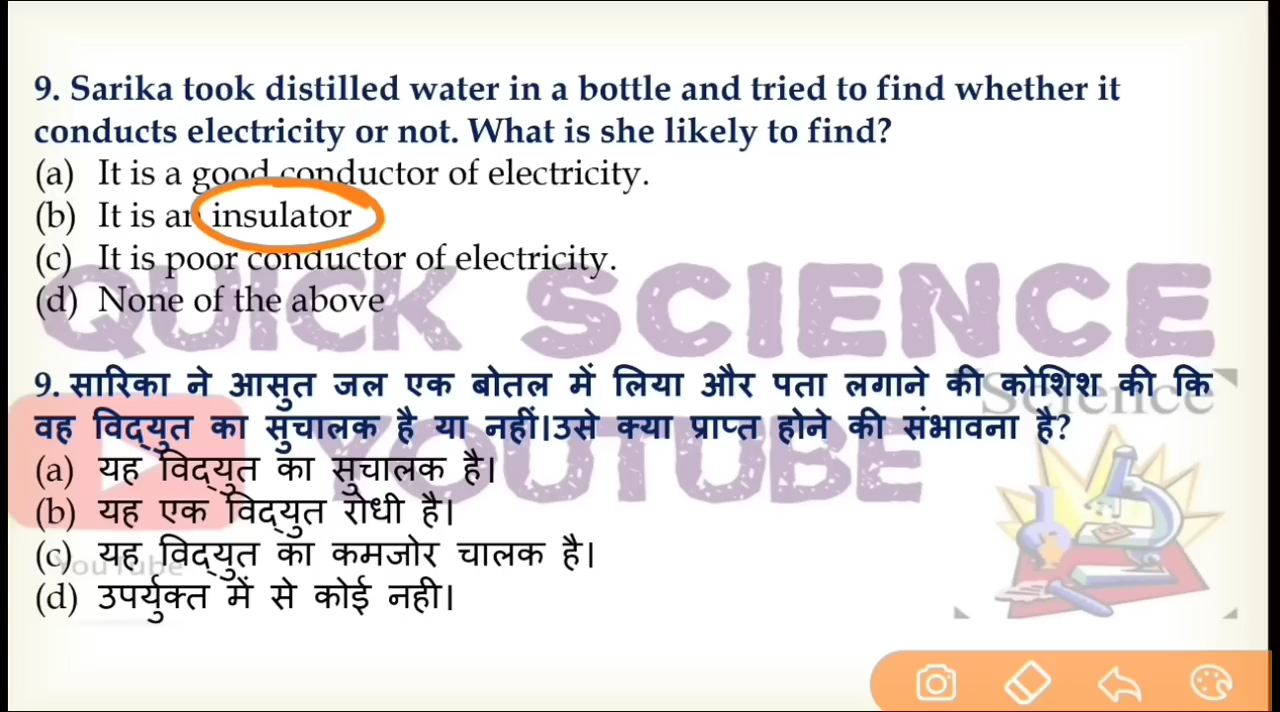 9. Sarika took distilled water in a bottle and tried to find whether it
conducts electricity or not. What is she likely to find?
(a) It is a good conductor of electricity.
(b) It is an insulator
(c) It is poor conductor of electricity.
(d) None of the above
QUICK SCIENCE
9. सारिका ने आसुत जल एक बोतल में लिया और पता लगाने की कोशिश की कि
Science
वह विद्युत का सुचालक है या नहीं।उसे क्या प्राप्त होने की संभावना है?
YOUTUBE
(a) यह विद्युत का सुचालक है।
(b) यह एक विद्युत रोधी है।
(c) यह विद्युत का कमजोर चालक है।
YouTube
(d) उपर्युक्त में से कोई नही।